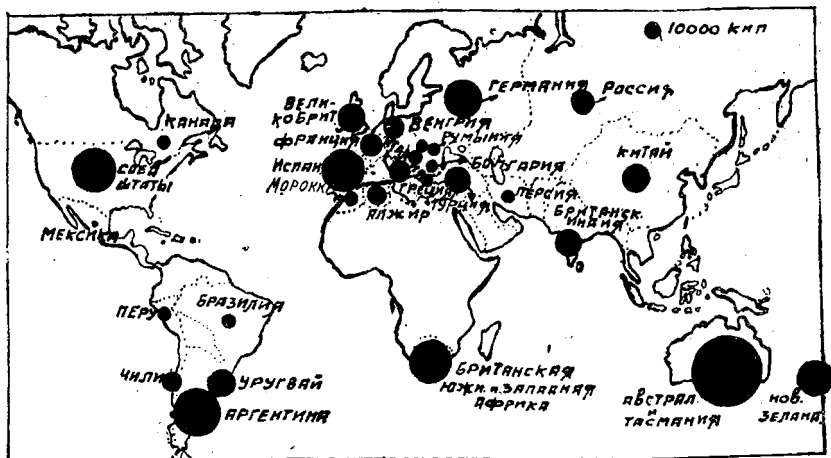 10000 КИП
ГЕРМАНИЯ
РОССИЯ
ВЕЛИ-
КОБРИТ
ВЕНГРИЯ
КАНАДА
ФРАНЦИЯ
РУМЫНИЯ
КИТАЙ
СОЕД
ШТАТЫ
ИСПАН
БОЛГАРИЯ
МОРОККО
ГРЕЦИЯ
ПЕРСИЯ
АЛЖИР
ТУРЦИЯ
БРИТАНСК
ИНДИЯ
МЕКСИКА
ПЕРУ
БРАЗИЛИЯ
ЧИЛИ
УРУГВАЙ
АРГЕНТИНА
БРИТАНСКАЯ
ЮЖН. И ЗАПАДНАЯ
АФРИКА
АВСТРАЛ.
И
ТАСМАНИЯ
НОВ.
ЗЕЛАНД